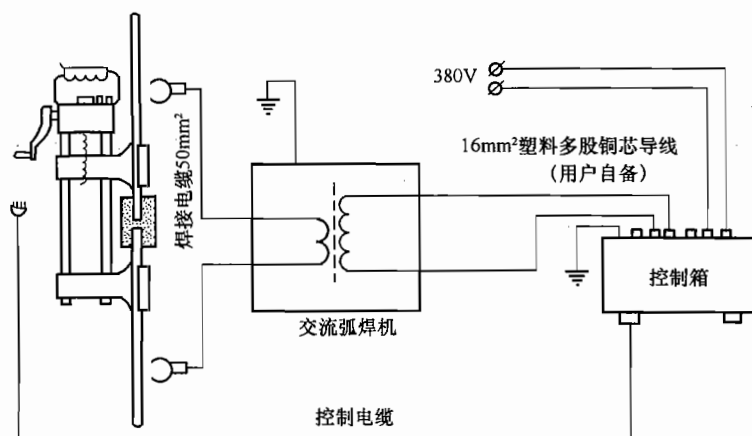 380V
16mm²塑料多股铜芯导线
(用户自备)
焊接电缆50mm²
控制箱
交流弧焊机
控制电缆